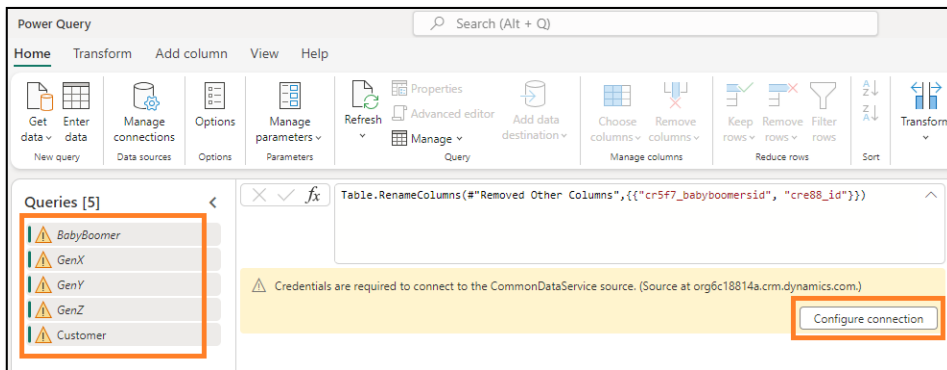 Power Query
Search (Alt + Q)
Home Transform Add column View Help
Get data
Enter data
Manage connections
Options
Manage parameters
Refresh
Properties
Advanced editor
Manage
Add data destination
Choose columns
Remove columns
Keep rows
Remove rows
Filter rows
A
Z
Z
A
Transform
New query
Data sources
Options
Parameters
Query
Manage columns
Reduce rows
Sort
Queries [5]
fx
Table.RenameColumns(#"Removed Other Columns",{{"cr5f7_babyboomersid", "cre88_id"}})
BabyBoomer
GenX
GenY
GenZ
Customer
Credentials are required to connect to the CommonDataService source. (Source at org6c18814a.crm.dynamics.com.)
Configure connection